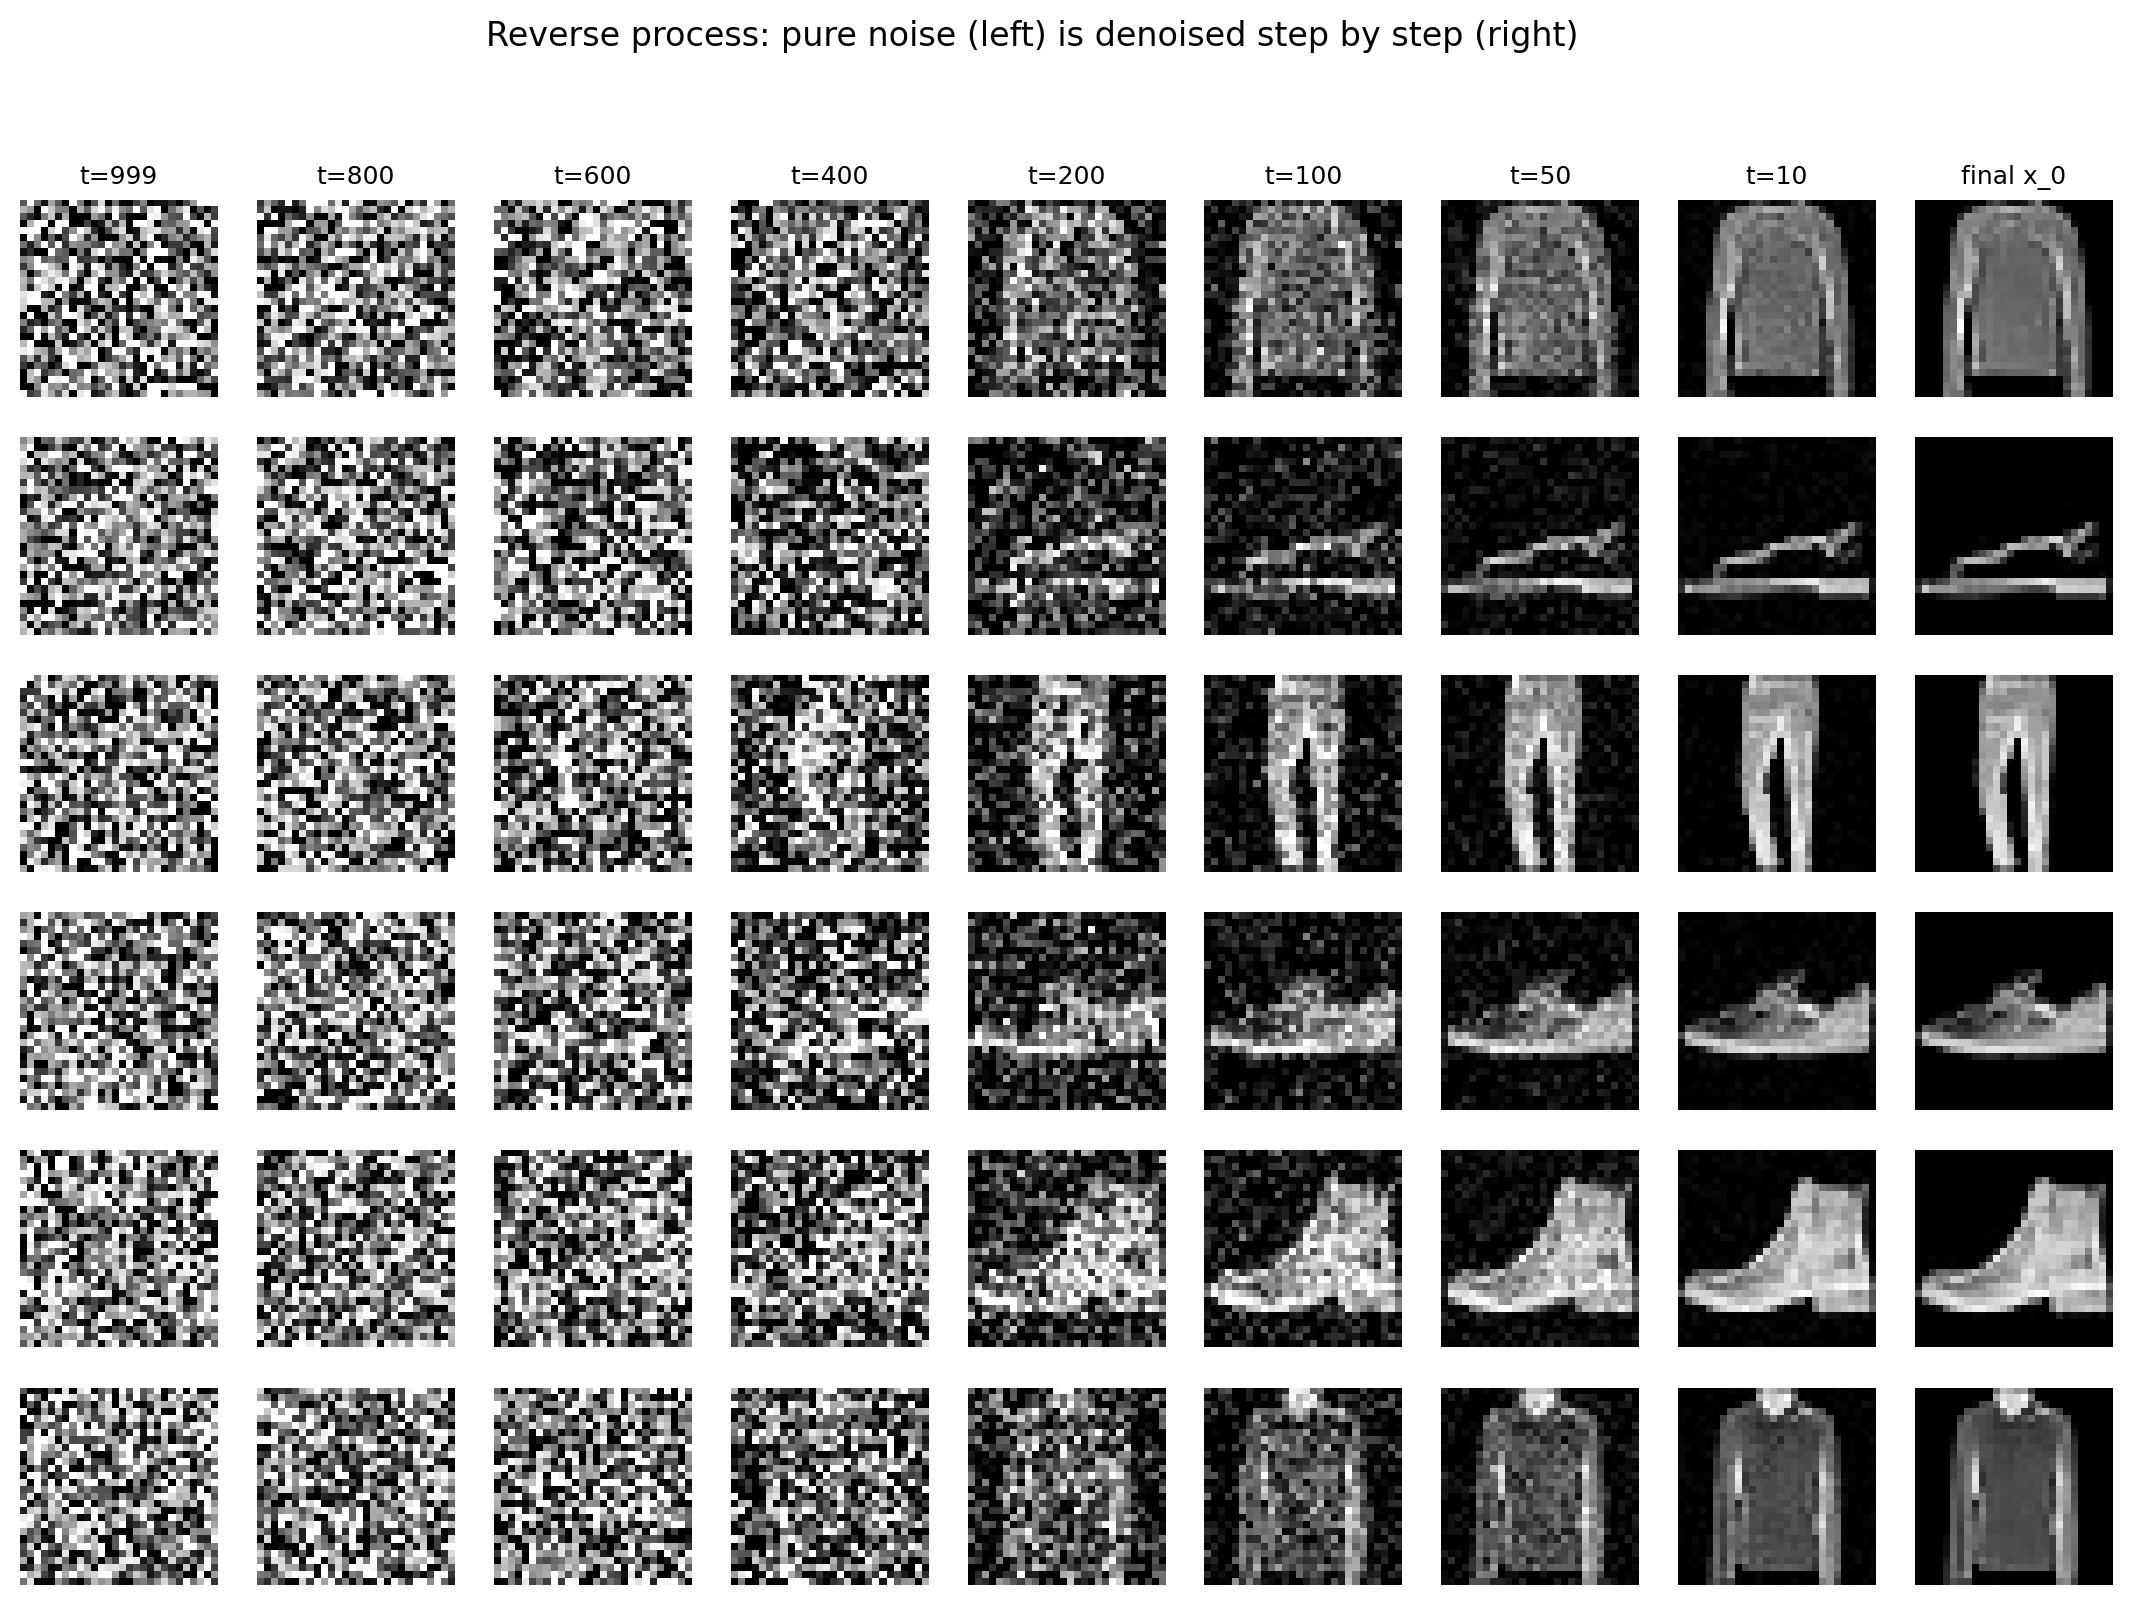 Reverse process: pure noise (left) is denoised step by step (right)
t=999 t=800 t=600 t=400 t=200 t=100 t=50 t=10 final x_0